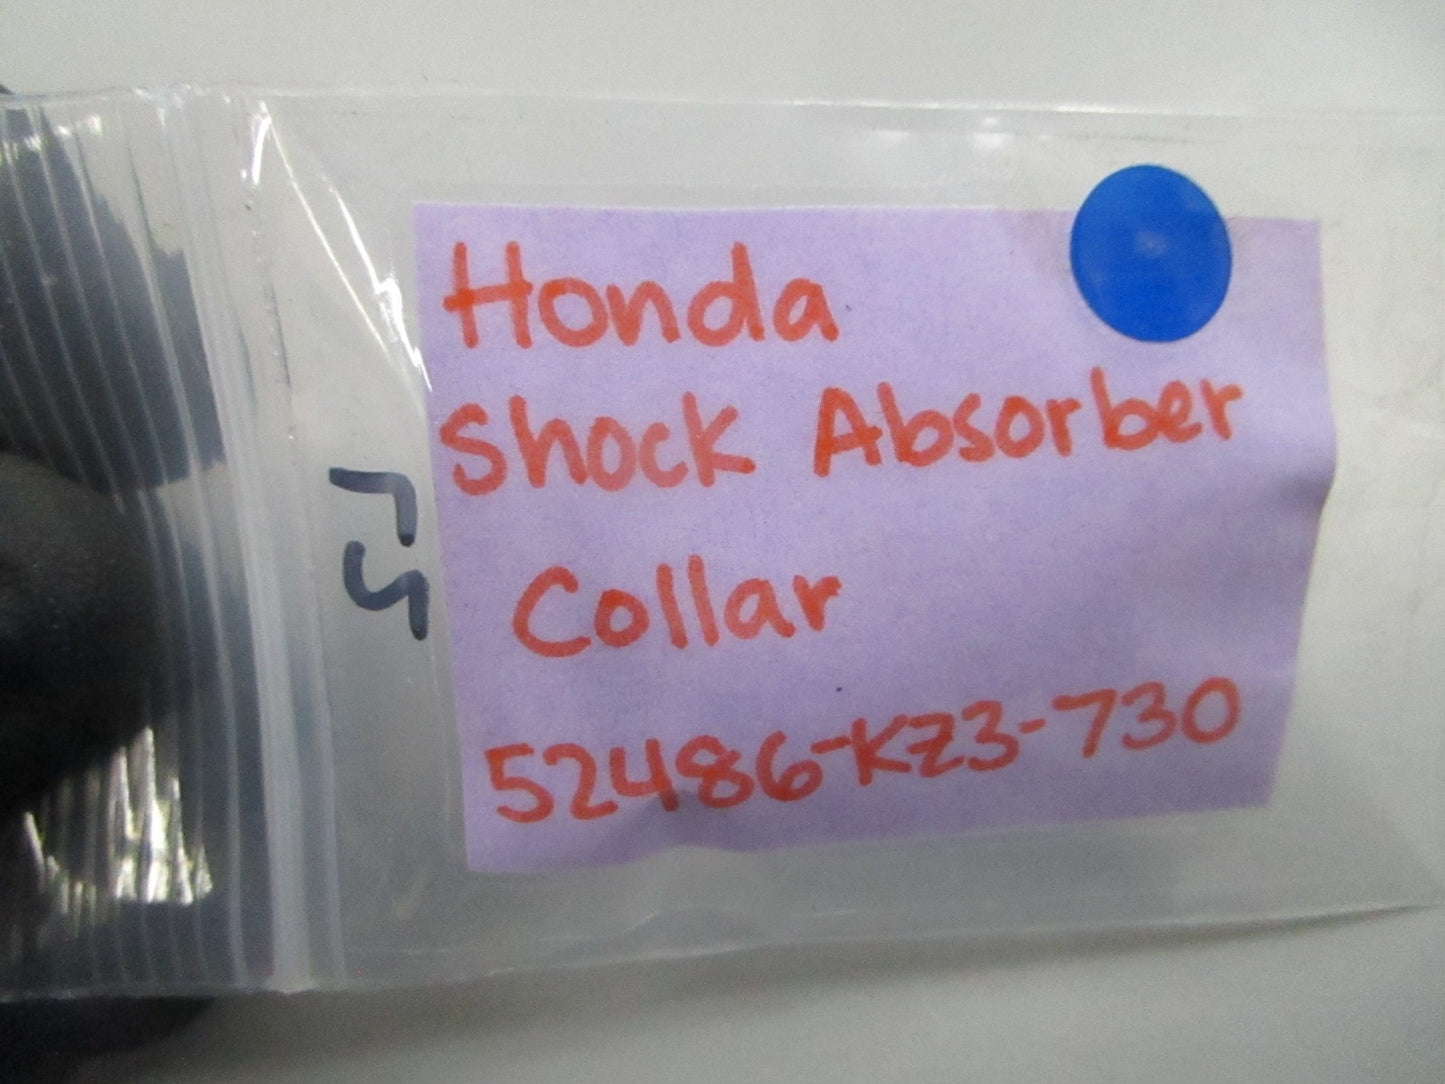 Honda
Shock Absorber
Collar
52486-KZ3-730